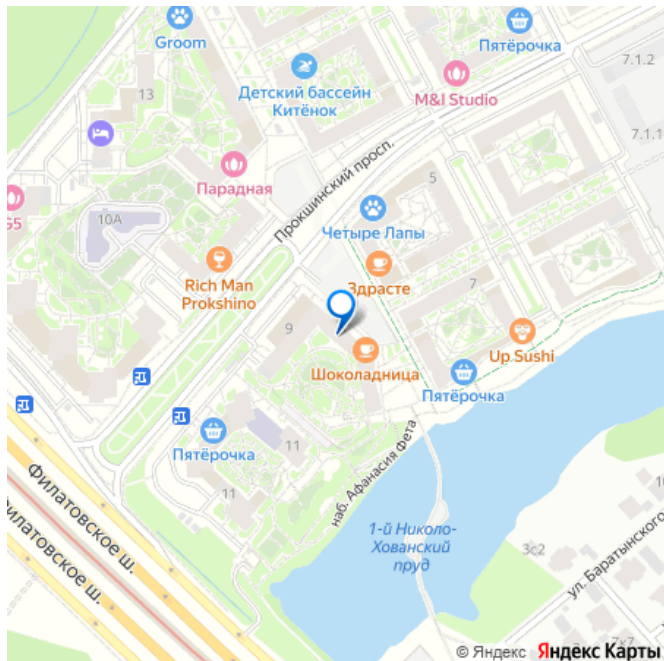 Groom
Пятёрочка
7.1.2
Детский бассейн
Китёнок
M&I Studio
13
7.1.1
Прокшинский просп.
Парадная
5
G5
10А
Четыре Лапы
Rich Man
Prokshino
Здрасте
7
9
Up Sushi
Шоколадница
Пятёрочка
Пятёрочка
11
11
наб. Афанасия Фета
Филатовское ш.
Филатовское ш.
1-й Николо-
Хованский
пруд
3с2
ул. Баратынского
7к7
© Яндекс Яндекс Карты